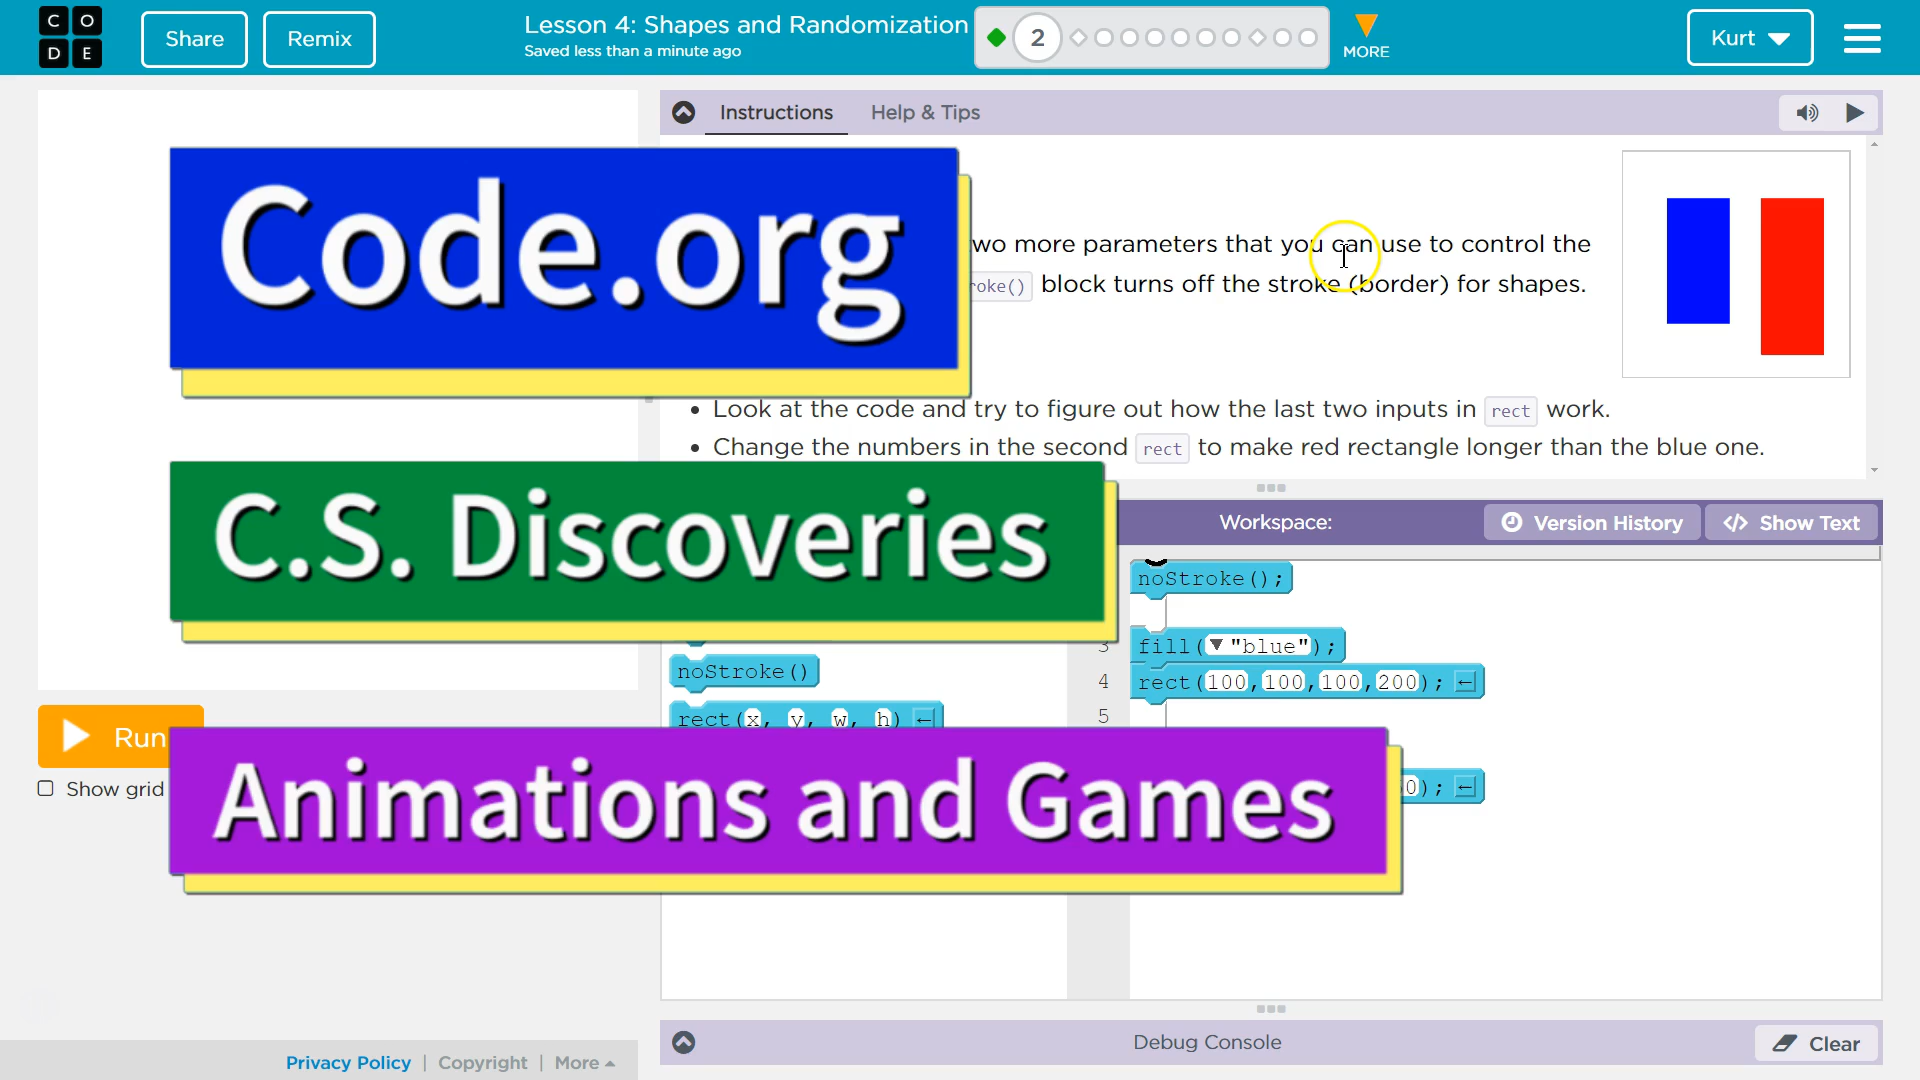 CODE
Share
Remix
Lesson 4: Shapes and Randomization
Saved less than a minute ago
2
MORE
Kurt
Instructions
Help & Tips
Code.org
wo more parameters that you can use to control the
roke() block turns off the stroke (border) for shapes.
Look at the code and try to figure out how the last two inputs in rect work.
Change the numbers in the second rect to make red rectangle longer than the blue one.
C.S. Discoveries
Workspace:
Version History
</> Show Text
noStroke();
3 fill("blue");
4 rect(100,100,100,200);
5
noStroke()
rect(x, y, w, h)
0);
Run
Show grid
Animations and Games
Debug Console
Clear
Privacy Policy | Copyright | More